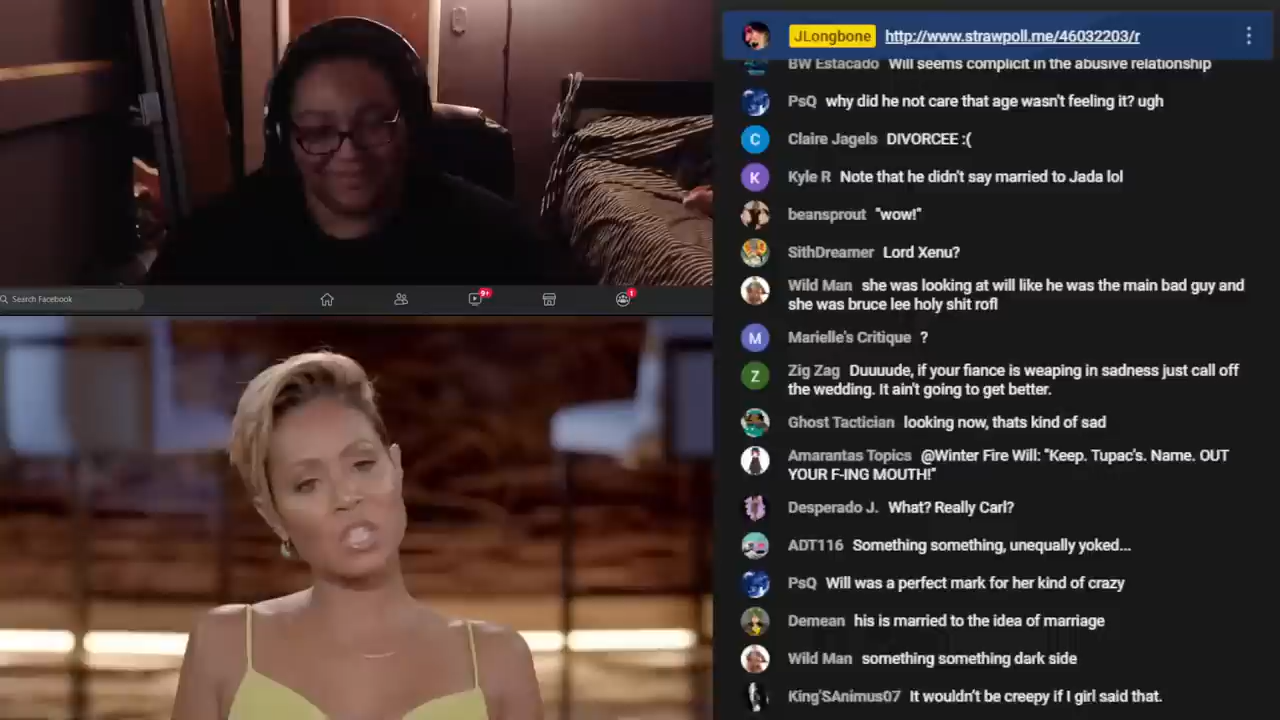 JLongbone http://www.strawpoll.me/46032203/r
BW Estacado Will seems complicit in the abusive relationship
PsQ why did he not care that age wasn't feeling it? ugh
C Claire Jagels DIVORCEE :(
K Kyle R Note that he didn't say married to Jada lol
beansprout "wow!"
SithDreamer Lord Xenu?
Wild Man she was looking at will like he was the main bad guy and
she was bruce lee holy shit rofl
M Marielle's Critique ?
Z Zig Zag Duuuude, if your fiance is weaping in sadness just call off
the wedding. It ain't going to get better.
Ghost Tactician looking now, thats kind of sad
Amarantas Topics @Winter Fire Will: "Keep. Tupac's. Name. OUT
YOUR F-ING MOUTH!"
Desperado J. What? Really Carl?
ADT116 Something something, unequally yoked...
PsQ Will was a perfect mark for her kind of crazy
Demean his is married to the idea of marriage
Wild Man something something dark side
King'SAnimus07 It wouldn't be creepy if I girl said that.
Search Facebook
9+
1